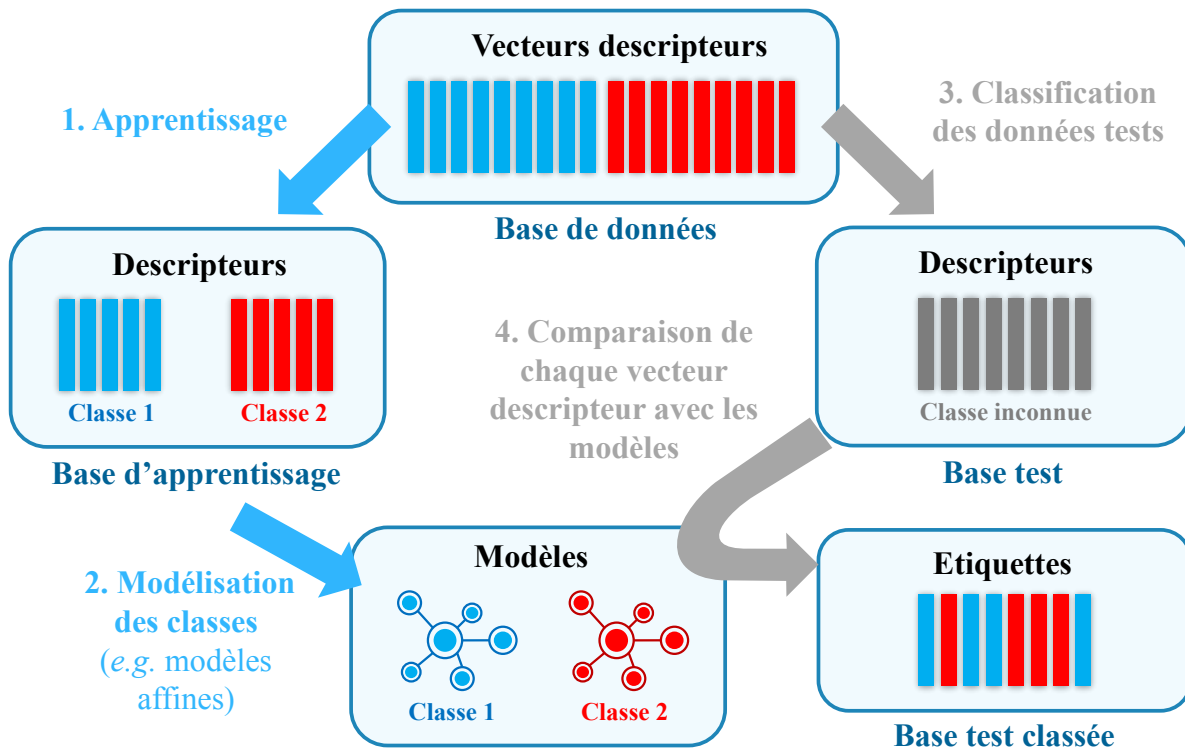 Vecteurs descripteurs
Base de données
1. Apprentissage
3. Classification
des données tests
Descripteurs
Classe 1
Classe 2
Base d’apprentissage
Descripteurs
Classe inconnue
Base test
4. Comparaison de
chaque vecteur
descripteur avec les
modèles
2. Modélisation
des classes
(e.g. modèles
affines)
Modèles
Classe 1
Classe 2
Etiquettes
Base test classée